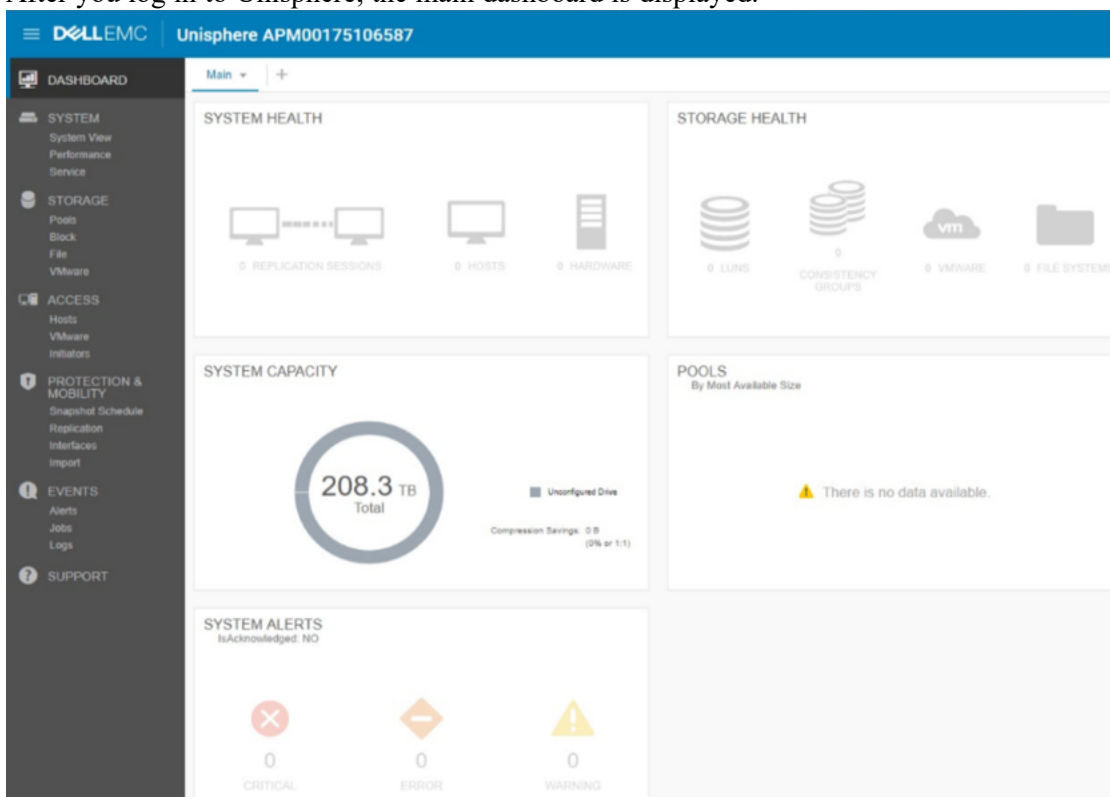 After you log in to Unisphere, the main dashboard is displayed.
DELLEMC Unisphere APM00175106587
DASHBOARD
SYSTEM
System View
Performance
Service
STORAGE
Pools
Block
File
VMware
ACCESS
Hosts
VMware
Initiators
PROTECTION &
MOBILITY
Snapshot Schedule
Replication
Interfaces
Import
EVENTS
Alerts
Jobs
Logs
SUPPORT
Main
SYSTEM HEALTH
0 REPLICATION SESSIONS
0 HOSTS
0 HARDWARE
STORAGE HEALTH
0 LUNS
0
CONSISTENCY
GROUPS
vm
0 VMWARE
0 FILE SYSTEMS
SYSTEM CAPACITY
208.3 TB
Total
Unconfigured Drive
Compression Savings: 0 B
(0% or 1:1)
POOLS
By Most Available Size
There is no data available.
SYSTEM ALERTS
IsAcknowledged: NO
0
CRITICAL
0
ERROR
0
WARNING